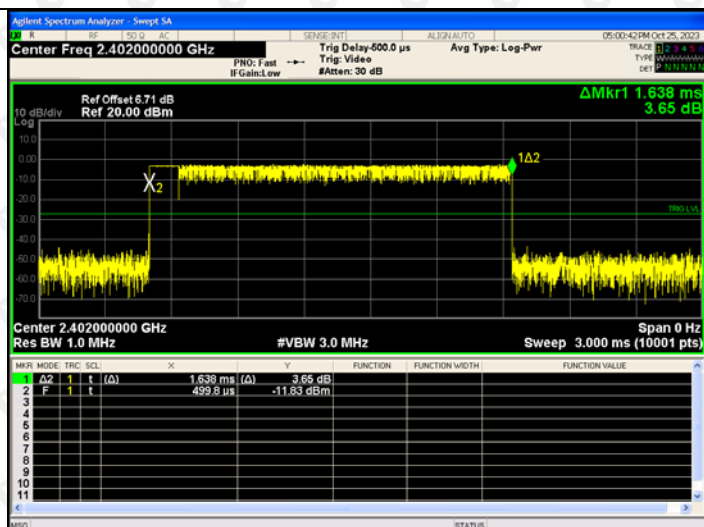 Agilent Spectrum Analyzer - Swept SA
R RF 50 Ω AC SENSE:INT ALIGN AUTO 05:00:42 PM Oct 25, 2023
Center Freq 2.402000000 GHz
PNO: Fast
IFGain:Low
Trig Delay-500.0 µs
Trig: Video
#Atten: 30 dB
Avg Type: Log-Pwr
TRACE 1 2 3 4 5 6
TYPE W
DET P N N N N N
ΔMkr1 1.638 ms
3.65 dB
Ref Offset 6.71 dB
10 dB/div Ref 20.00 dBm
Log
10.0
0.00
-10.0
-20.0
-30.0
-40.0
-50.0
-60.0
-70.0
X2
1Δ2
TRIG LVL
Center 2.402000000 GHz Span 0 Hz
Res BW 1.0 MHz #VBW 3.0 MHz Sweep 3.000 ms (10001 pts)
MKR MODE TRC SCL X Y FUNCTION FUNCTION WIDTH FUNCTION VALUE
1 Δ2 1 t (Δ) 1.638 ms (Δ) 3.65 dB
2 F 1 t 499.8 µs -11.83 dBm
3
4
5
6
7
8
9
10
11
MSG STATUS